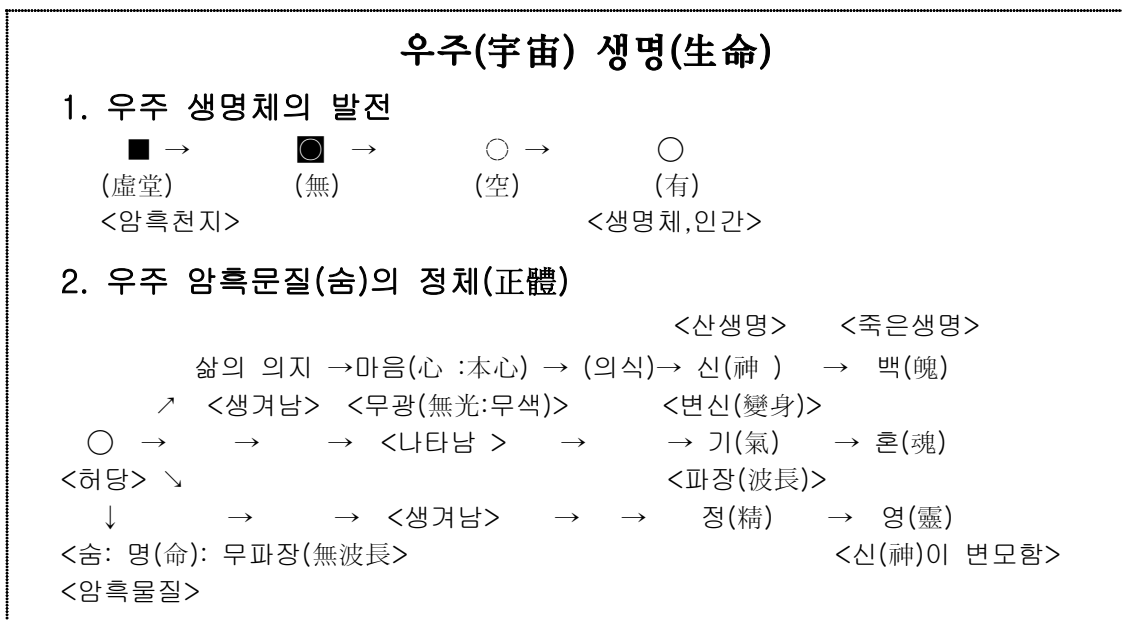 우주(宇宙) 생명(生命)
1. 우주 생명체의 발전
■ → ◙ → ○ → ○
(虛堂) (無) (空) (有)
<암흑천지> <생명체,인간>
2. 우주 암흑문질(숨)의 정체(正體)
<산생명> <죽은생명>
삶의 의지 →마음(心 :本心) → (의식)→ 신(神 ) → 백(魄)
↗ <생겨남> <무광(無光:무색)> <변신(變身)>
○ → → → <나타남 > → → 기(氣) → 혼(魂)
<허당> ↘ <파장(波長)>
↓ → → <생겨남> → → 정(精) → 영(靈)
<숨: 명(命): 무파장(無波長> <신(神)이 변모함>
<암흑물질>